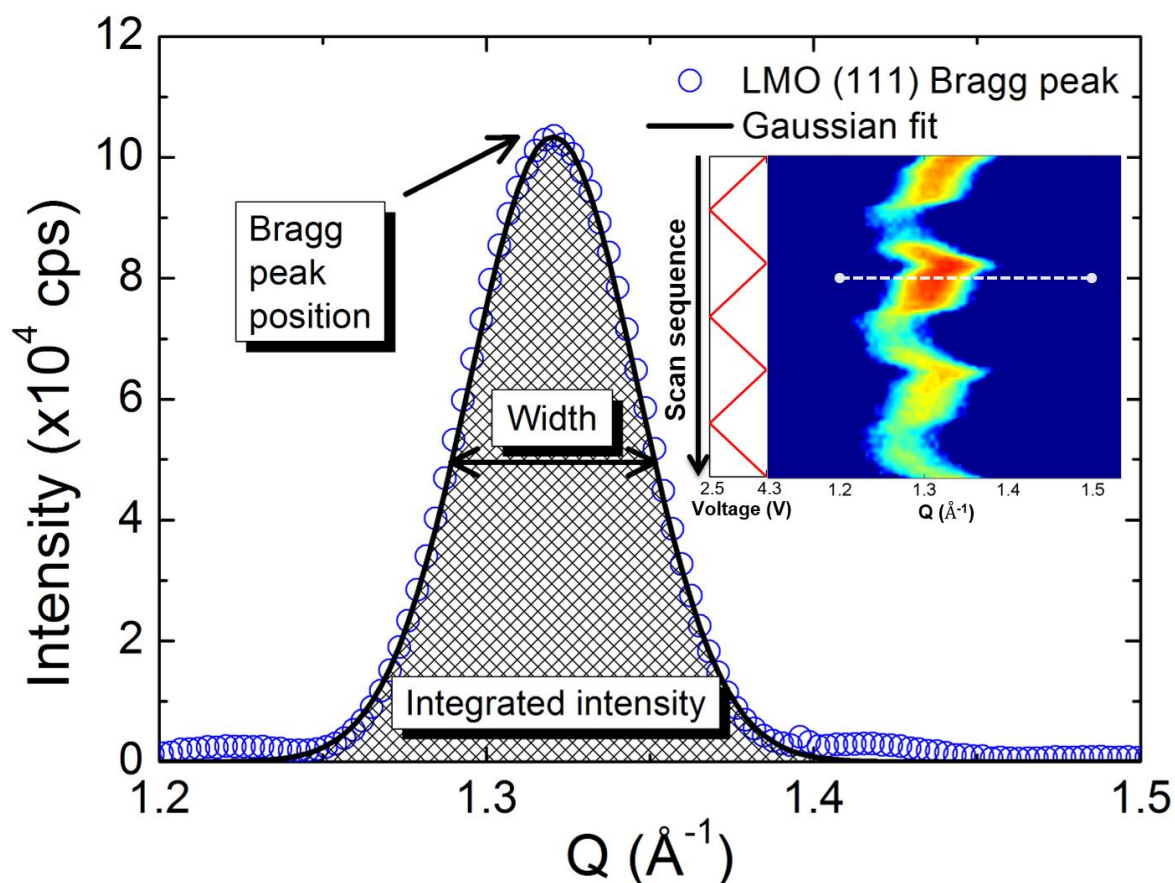 12
10
8
6
4
2
0
Intensity (x10⁴ cps)
LMO (111) Bragg peak
Gaussian fit
Bragg
peak
position
Width
Integrated intensity
Scan sequence
2.5 4.3
Voltage (V)
1.2 1.3 1.4 1.5
Q (Å⁻¹)
1.2 1.3 1.4 1.5
Q (Å⁻¹)